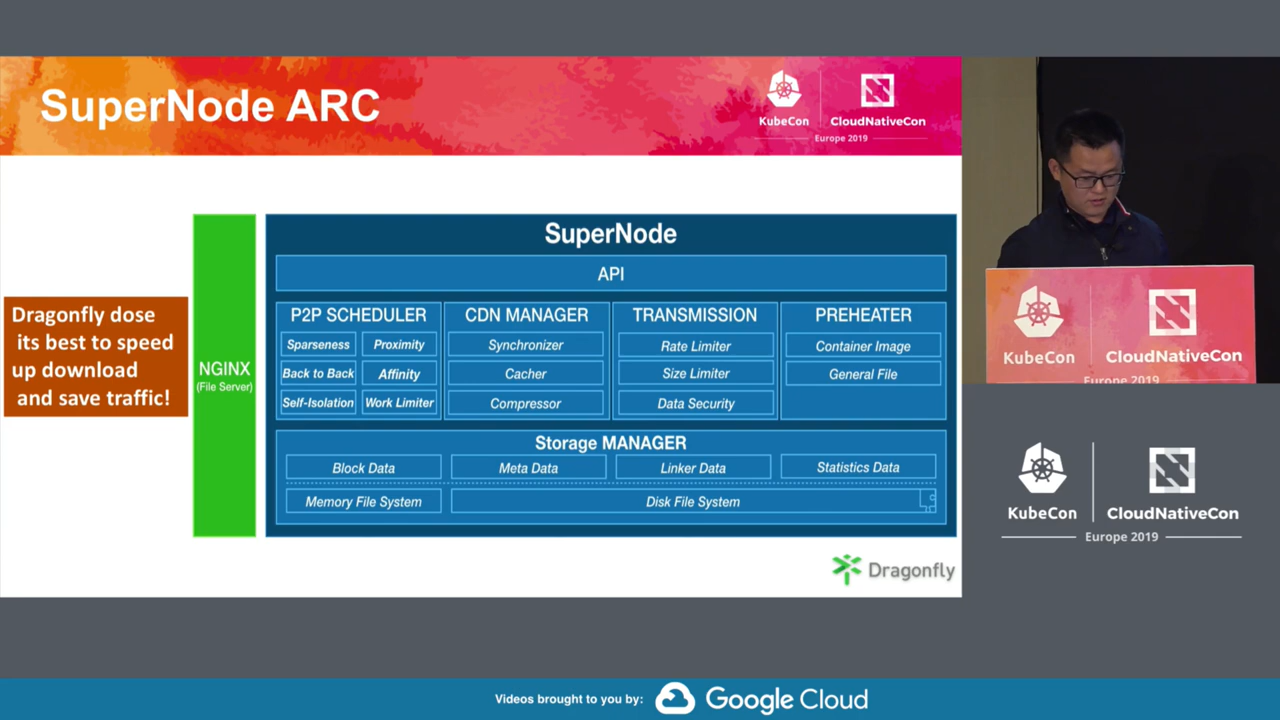 SuperNode ARC
KubeCon
CloudNativeCon
Europe 2019
Dragonfly dose
its best to speed
up download
and save traffic!
NGINX
(File Server)
SuperNode
API
P2P SCHEDULER
Sparseness
Proximity
Back to Back
Affinity
Self-Isolation
Work Limiter
CDN MANAGER
Synchronizer
Cacher
Compressor
TRANSMISSION
Rate Limiter
Size Limiter
Data Security
PREHEATER
Container Image
General File
Storage MANAGER
Block Data
Meta Data
Linker Data
Statistics Data
Memory File System
Disk File System
Dragonfly
KubeCon
CloudNativeCon
Europe 2019
KubeCon
CloudNativeCon
Europe 2019
Videos brought to you by:
Google Cloud